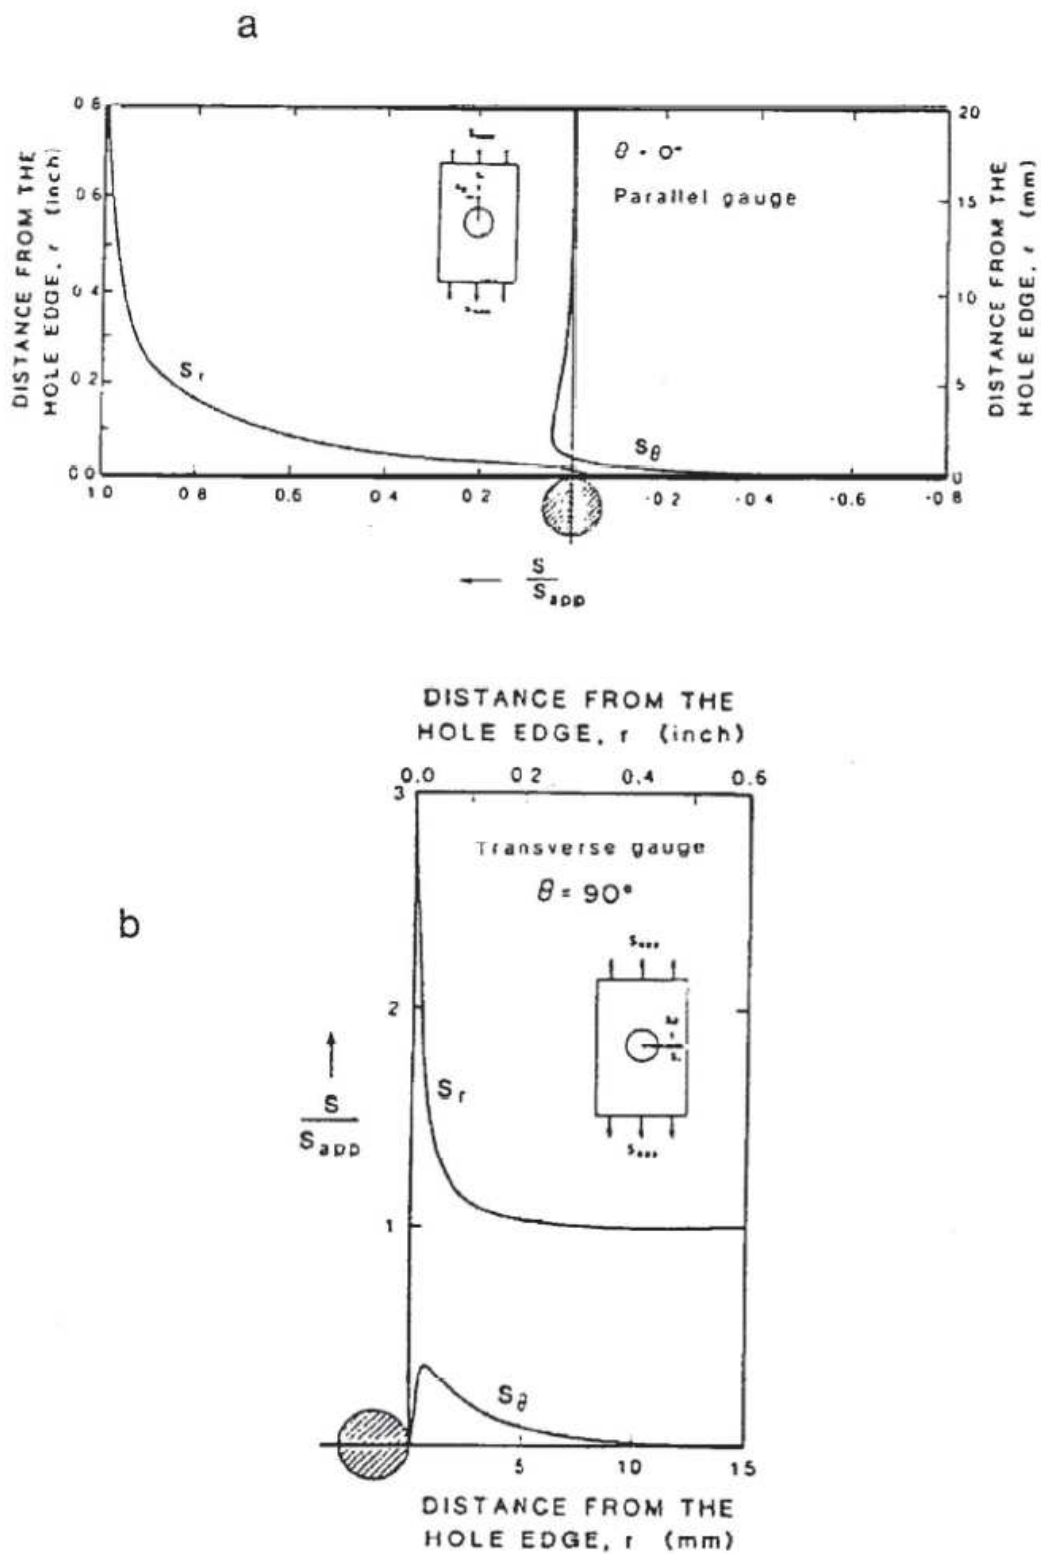 a
DISTANCE FROM THE
HOLE EDGE, r (inch)
0.8
0.6
0.4
0.2
0.0
θ = 0°
Parallel gauge
Sr
Sθ
20
15
10
5
0
DISTANCE FROM THE
HOLE EDGE, r (mm)
1.0 0.8 0.6 0.4 0.2 -0.2 -0.4 -0.6 -0.8
S
Sapp
DISTANCE FROM THE
HOLE EDGE, r (inch)
0.0 0.2 0.4 0.6
3
Transverse gauge
θ = 90°
b
Sapp
2
Sr
S
Sapp
Sapp
1
Sθ
5 10 15
DISTANCE FROM THE
HOLE EDGE, r (mm)